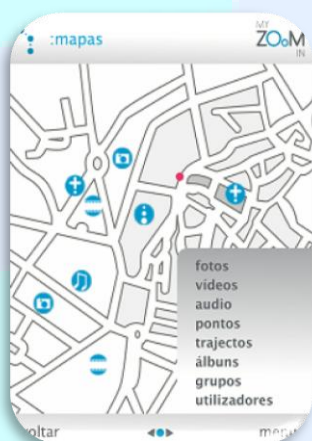 :mapas
MY
ZOoM
IN
fotos
vídeos
audio
pontos
trajectos
álbuns
grupos
utilizadores
oltar
men